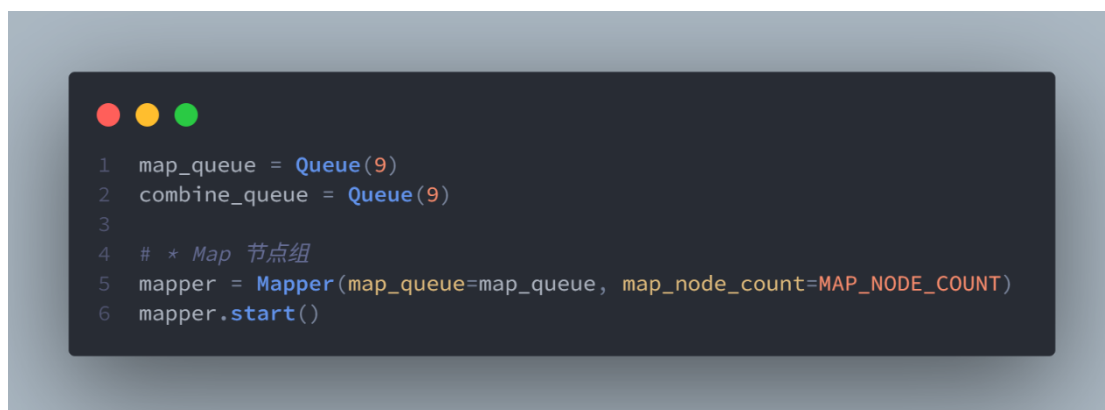 1 map_queue = Queue(9)
2 combine_queue = Queue(9)
3
4 # * Map 节点组
5 mapper = Mapper(map_queue=map_queue, map_node_count=MAP_NODE_COUNT)
6 mapper.start()